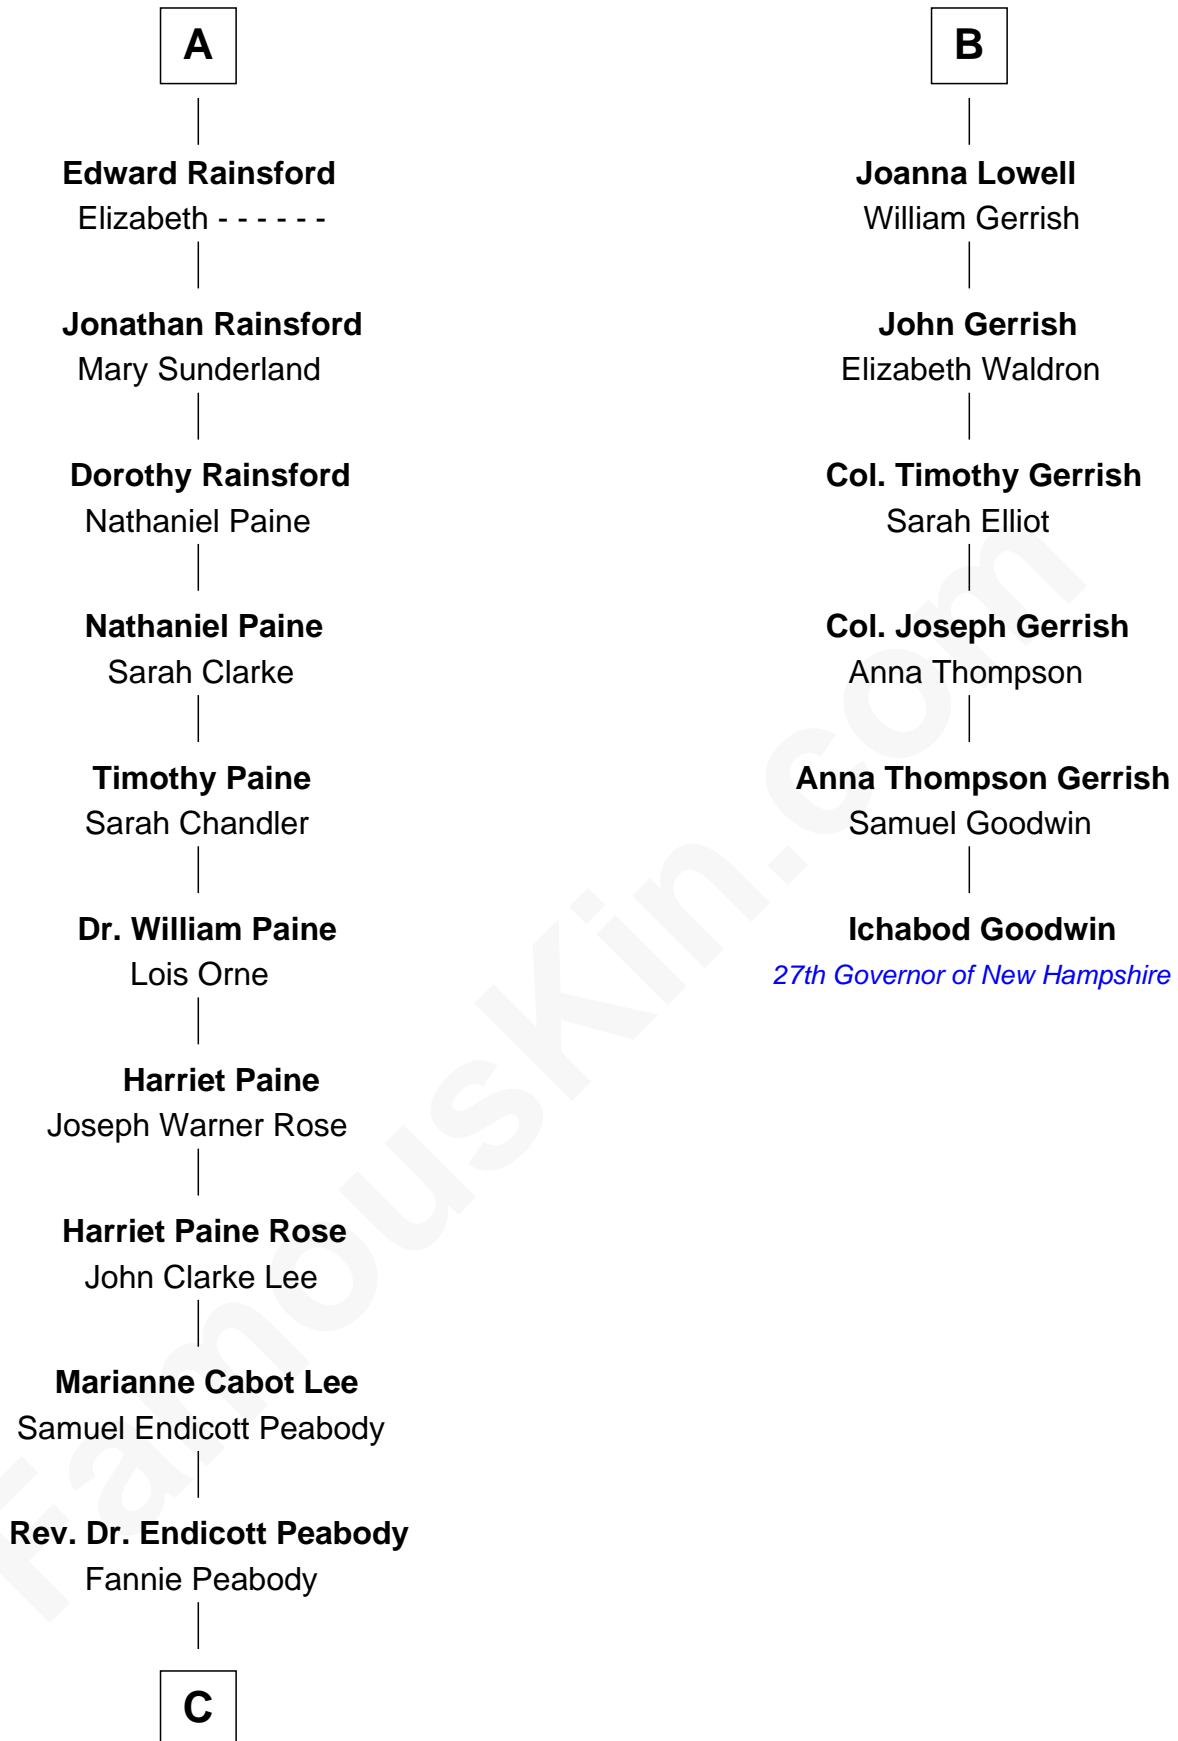 A
Edward Rainsford
Elizabeth - - - - - -
Jonathan Rainsford
Mary Sunderland
Dorothy Rainsford
Nathaniel Paine
Nathaniel Paine
Sarah Clarke
Timothy Paine
Sarah Chandler
Dr. William Paine
Lois Orne
Harriet Paine
Joseph Warner Rose
Harriet Paine Rose
John Clarke Lee
Marianne Cabot Lee
Samuel Endicott Peabody
Rev. Dr. Endicott Peabody
Fannie Peabody
C
B
Joanna Lowell
William Gerrish
John Gerrish
Elizabeth Waldron
Col. Timothy Gerrish
Sarah Elliot
Col. Joseph Gerrish
Anna Thompson
Anna Thompson Gerrish
Samuel Goodwin
Ichabod Goodwin
27th Governor of New Hampshire
FamousKin.com